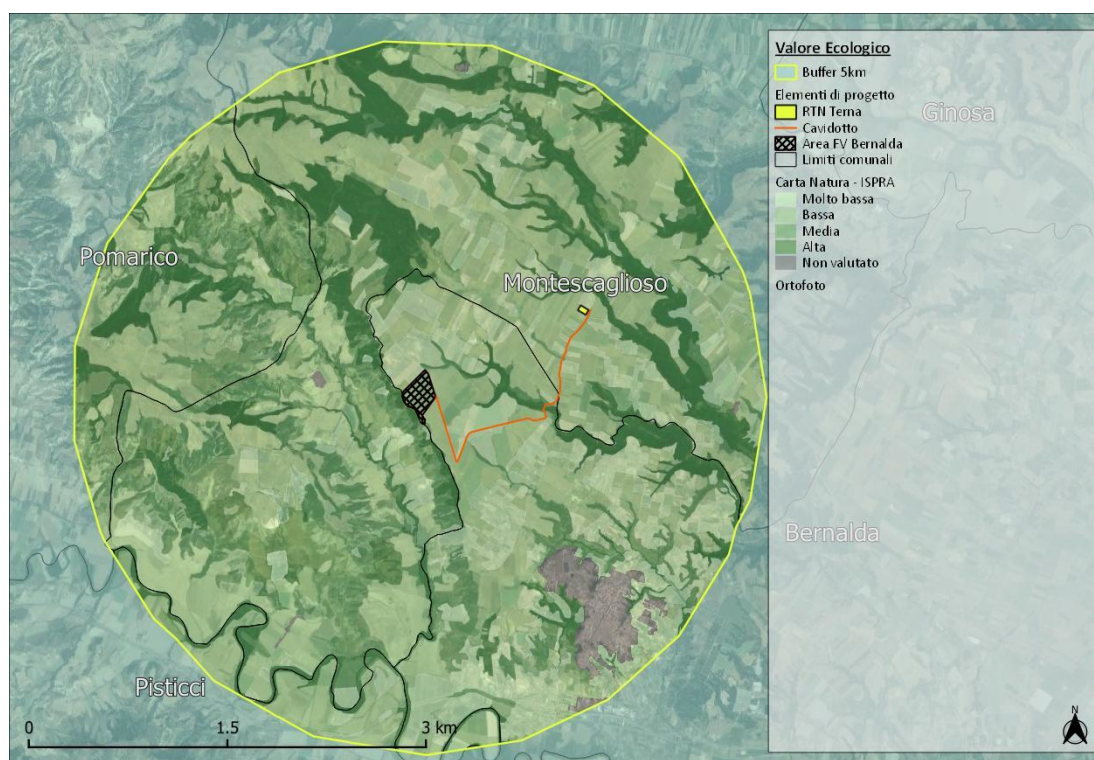 Valore Ecologico
Buffer 5km
Elementi di progetto
RTN Terna
Cavidotto
Area FV Bernalda
Limiti comunali
Carta Natura - ISPRA
Molto bassa
Bassa
Media
Alta
Non valutato
Ortofoto
Ginosa
Pomarico
Montescaglioso
Bernalda
Pisticci
0 1.5 3 km
N